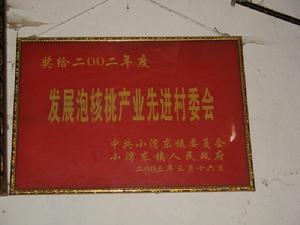 奖给二〇〇二年度
发展泡核桃产业先进村委会
中共小湾东镇委员会
小湾东镇人民政府
二〇〇三年三月十六日